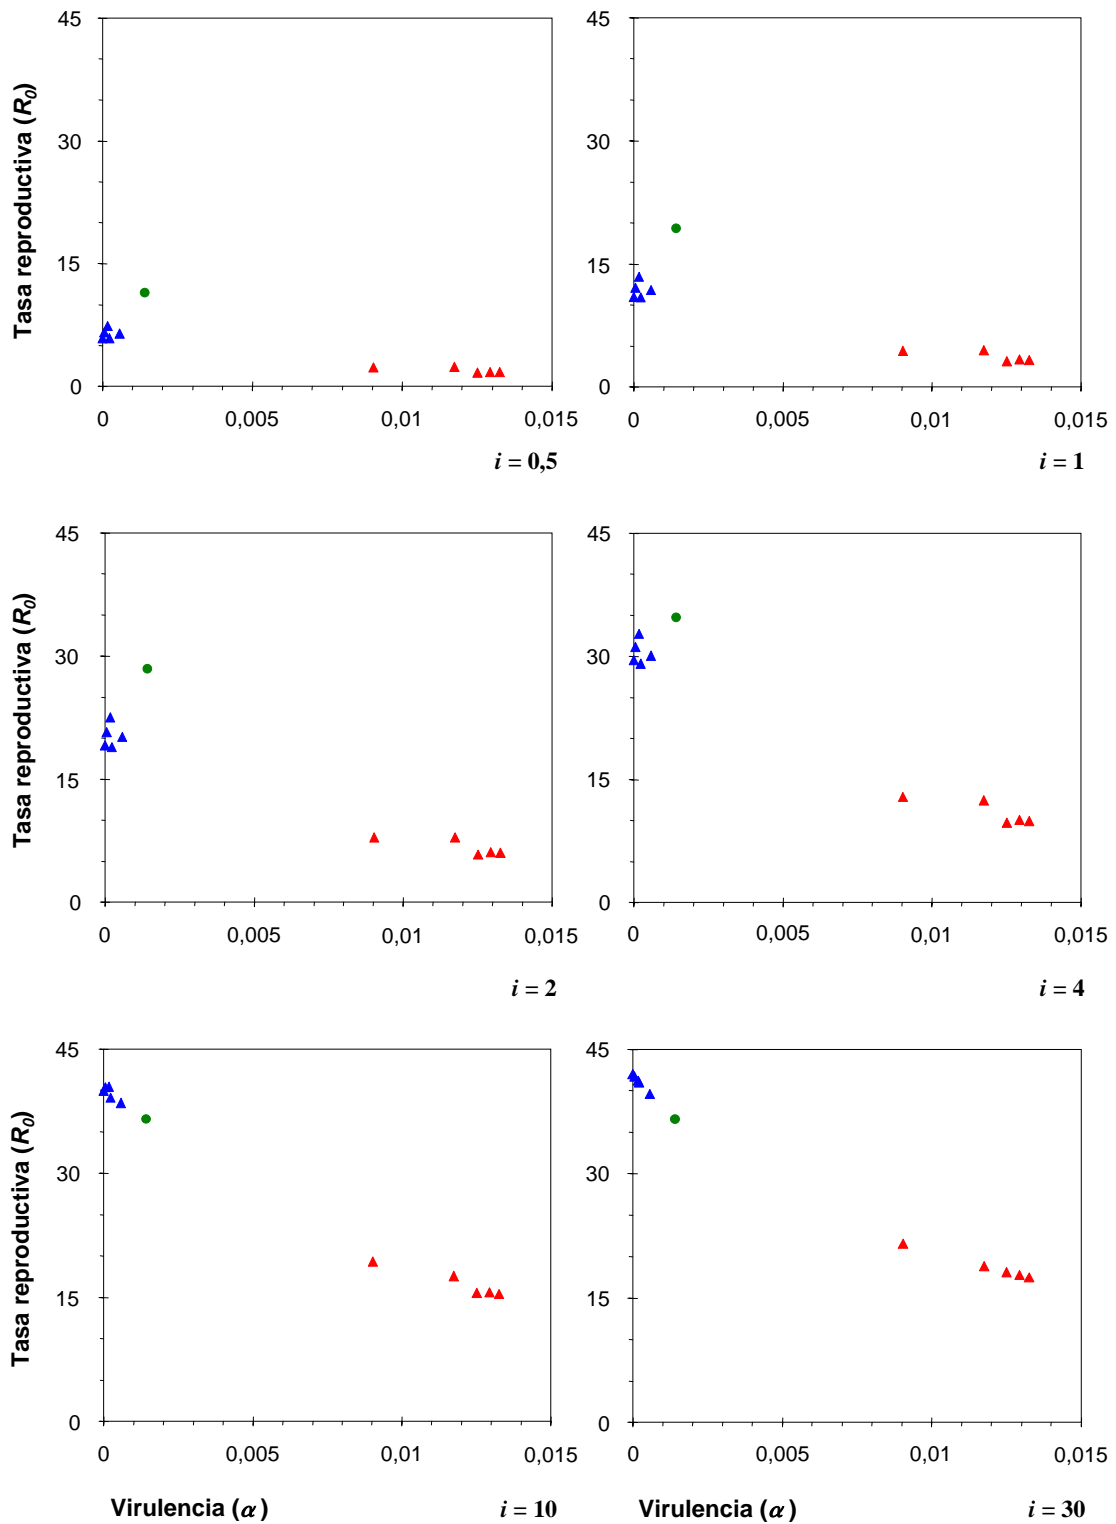 45
30
15
0
Tasa reproductiva (R0)
0 0,005 0,01 0,015
i = 0,5
45
30
15
0
0 0,005 0,01 0,015
i = 1
45
30
15
0
Tasa reproductiva (R0)
0 0,005 0,01 0,015
i = 2
45
30
15
0
0 0,005 0,01 0,015
i = 4
45
30
15
0
Tasa reproductiva (R0)
0 0,005 0,01 0,015
Virulencia (α) i = 10
45
30
15
0
0 0,005 0,01 0,015
Virulencia (α) i = 30